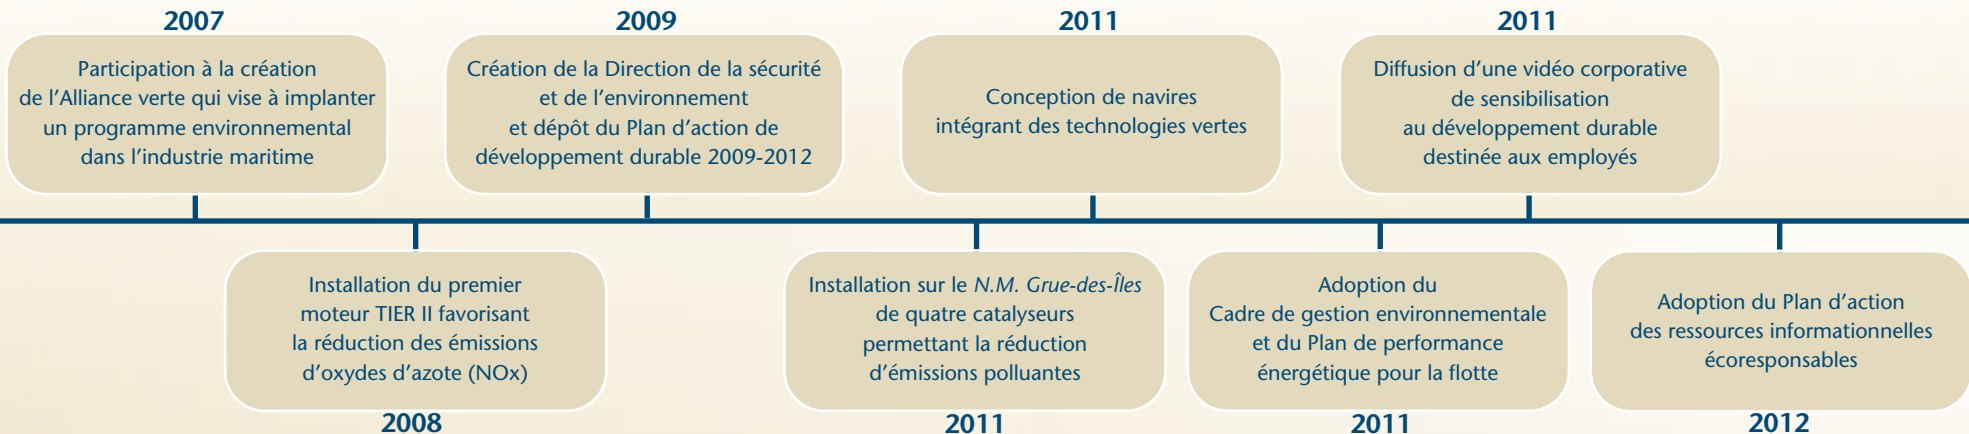 2007
Participation à la création
de l'Alliance verte qui vise à implanter
un programme environnemental
dans l'industrie maritime
Installation du premier
moteur TIER II favorisant
la réduction des émissions
d'oxydes d'azote (NOx)
2008
2009
Création de la Direction de la sécurité
et de l'environnement
et dépôt du Plan d'action de
développement durable 2009-2012
Installation sur le N.M. Grue-des-Îles
de quatre catalyseurs
permettant la réduction
d'émissions polluantes
2011
2011
Conception de navires
intégrant des technologies vertes
Adoption du
Cadre de gestion environnementale
et du Plan de performance
énergétique pour la flotte
2011
2011
Diffusion d'une vidéo corporative
de sensibilisation
au développement durable
destinée aux employés
Adoption du Plan d'action
des ressources informationnelles
écoresponsables
2012